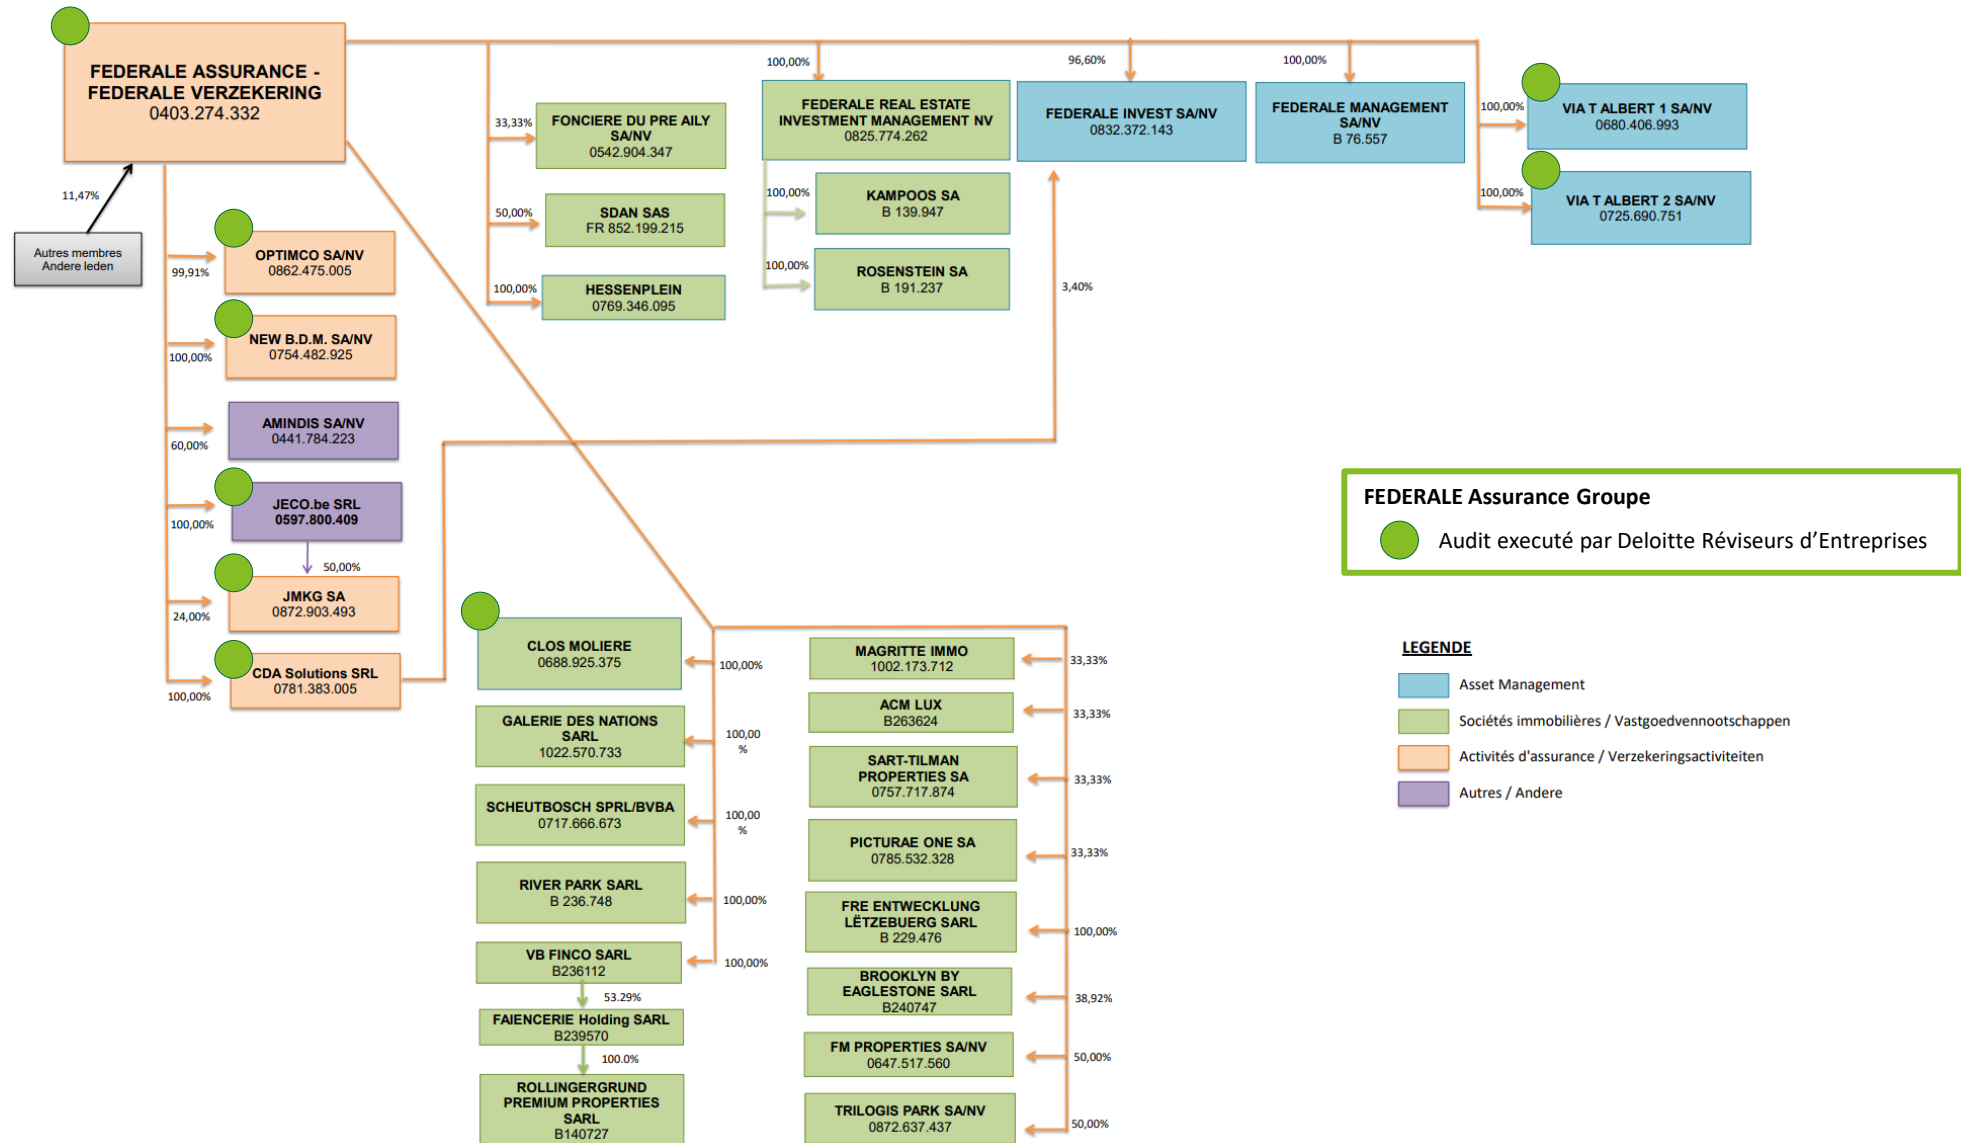 FEDERALE ASSURANCE -
FEDERALE VERZEKERING
0403.274.332
11,47%
Autres membres
Andere leden
99,91%
OPTIMCO SA/NV
0862.475.005
100,00%
NEW B.D.M. SA/NV
0754.482.925
60,00%
AMINDIS SA/NV
0441.784.223
100,00%
JECO.be SRL
0597.800.409
50,00%
24,00%
JMKG SA
0872.903.493
100,00%
CDA Solutions SRL
0781.383.005
33,33%
FONCIERE DU PRE AILY
SA/NV
0542.904.347
50,00%
SDAN SAS
FR 852.199.215
100,00%
HESSENPLEIN
0769.346.095
100,00%
FEDERALE REAL ESTATE
INVESTMENT MANAGEMENT NV
0825.774.262
100,00%
KAMPOOS SA
B 139.947
100,00%
ROSENSTEIN SA
B 191.237
96,60%
FEDERALE INVEST SA/NV
0832.372.143
3,40%
100,00%
FEDERALE MANAGEMENT
SA/NV
B 76.557
100,00%
VIA T ALBERT 1 SA/NV
0680.406.993
100,00%
VIA T ALBERT 2 SA/NV
0725.690.751
FEDERALE Assurance Groupe
Audit executé par Deloitte Réviseurs d’Entreprises
LEGENDE
Asset Management
Sociétés immobilières / Vastgoedvennootschappen
Activités d'assurance / Verzekeringsactiviteiten
Autres / Andere
CLOS MOLIERE
0688.925.375
100,00%
GALERIE DES NATIONS
SARL
1022.570.733
100,00
%
SCHEUTBOSCH SPRL/BVBA
0717.666.673
100,00
%
RIVER PARK SARL
B 236.748
100,00%
VB FINCO SARL
B236112
100,00%
53.29%
FAIENCERIE Holding SARL
B239570
100.0%
ROLLINGERGRUND
PREMIUM PROPERTIES
SARL
B140727
MAGRITTE IMMO
1002.173.712
33,33%
ACM LUX
B263624
33,33%
SART-TILMAN
PROPERTIES SA
0757.717.874
33,33%
PICTURAE ONE SA
0785.532.328
33,33%
FRE ENTWECKLUNG
LËTZEBUERG SARL
B 229.476
100,00%
BROOKLYN BY
EAGLESTONE SARL
B240747
38,92%
FM PROPERTIES SA/NV
0647.517.560
50,00%
TRILOGIS PARK SA/NV
0872.637.437
50,00%